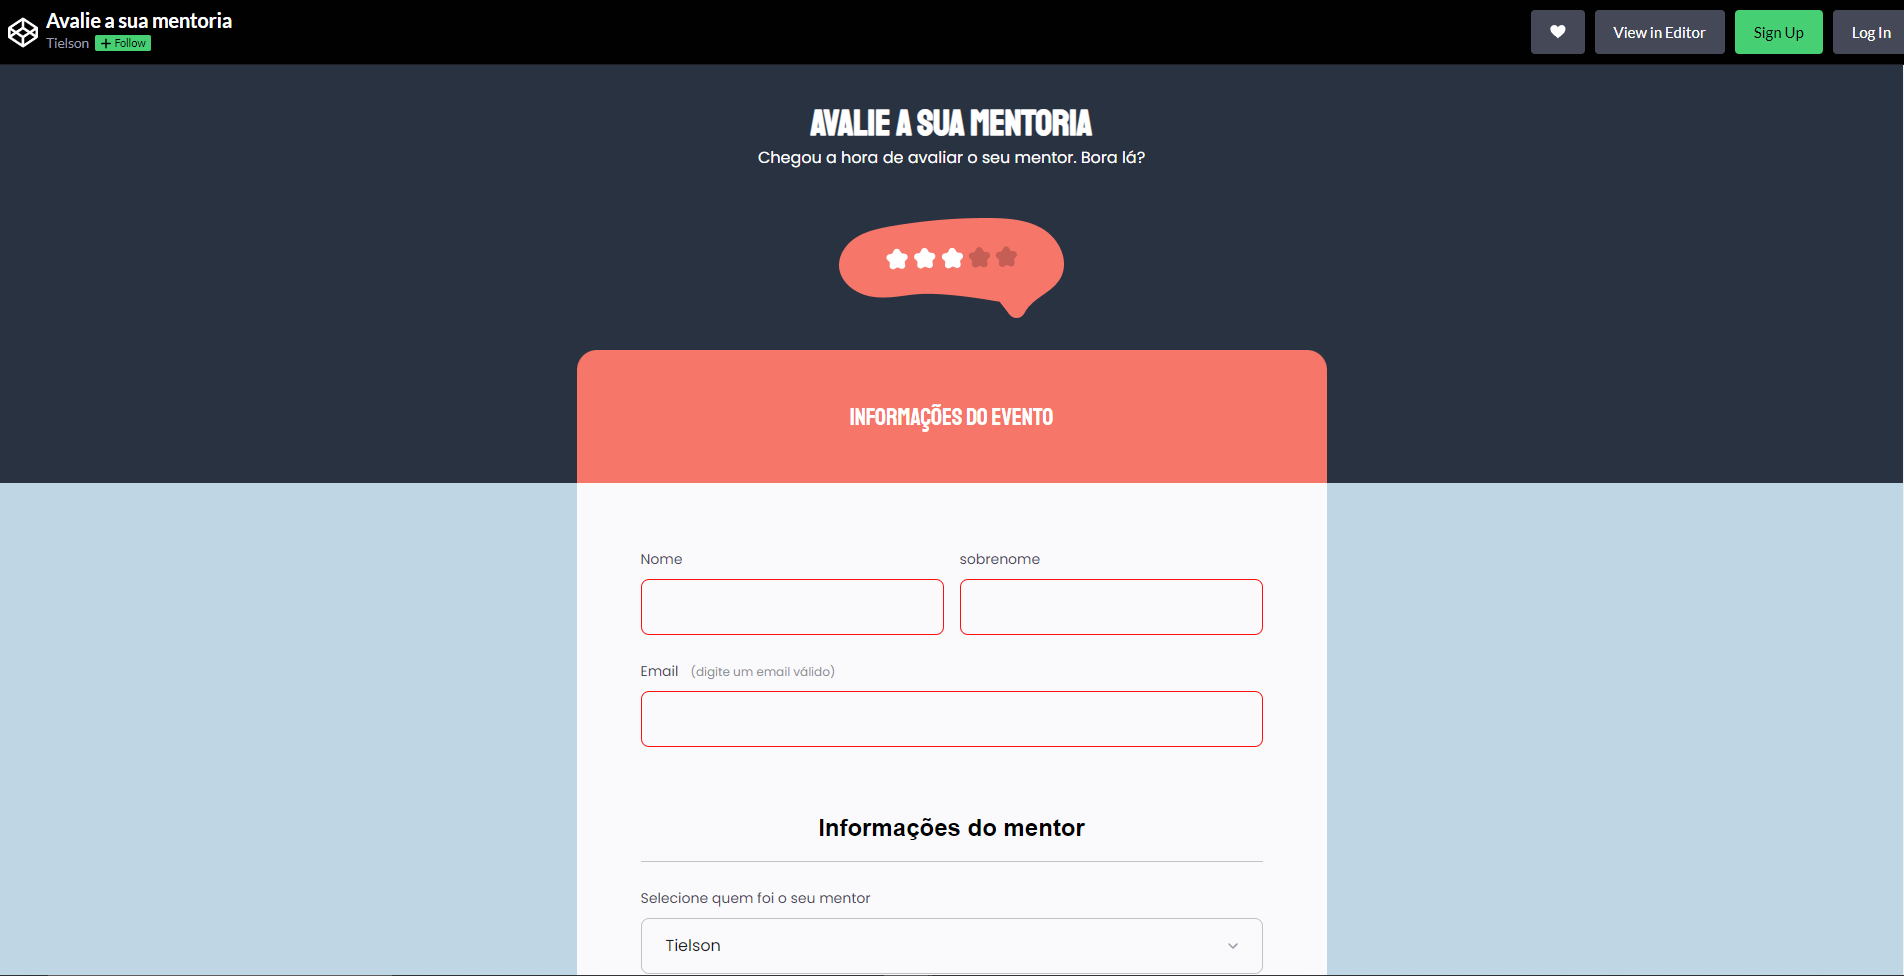 Avalie a sua mentoria
Tielson + Follow
View in Editor
Sign Up
Log In
AVALIE A SUA MENTORIA
Chegou a hora de avaliar o seu mentor. Bora lá?
INFORMAÇÕES DO EVENTO
Nome
sobrenome
Email (digite um email válido)
Informações do mentor
Selecione quem foi o seu mentor
Tielson